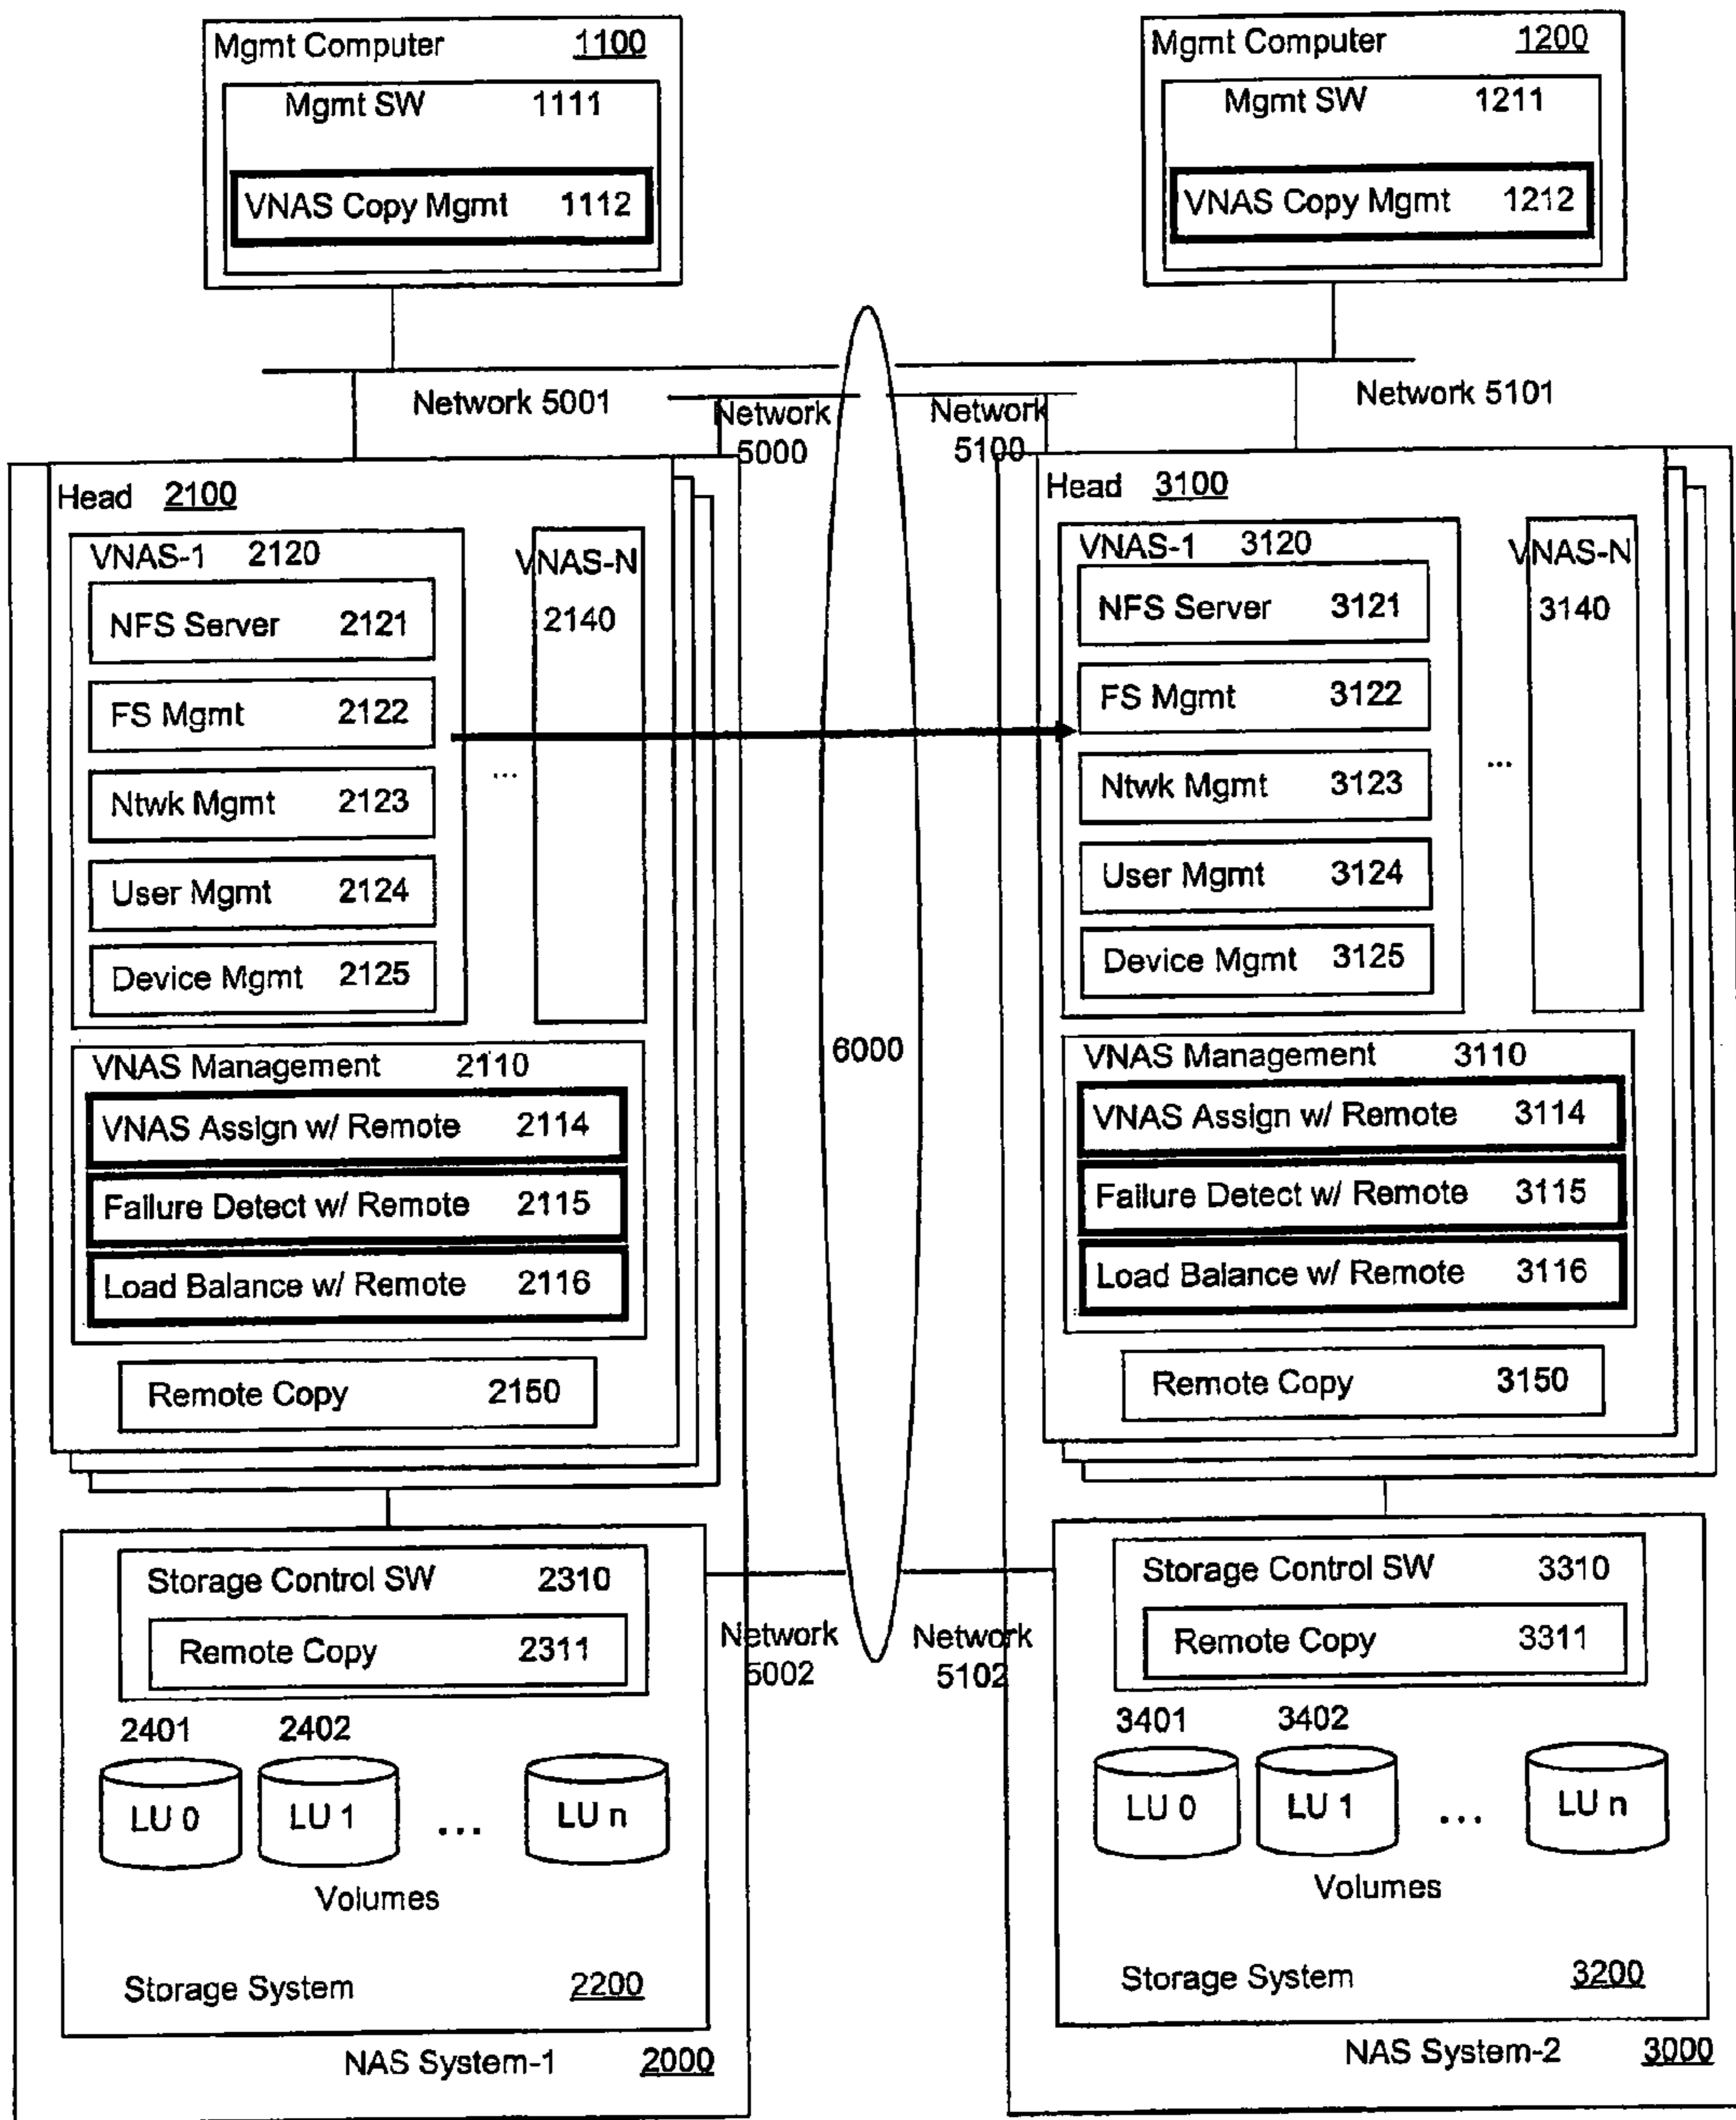 Mgmt Computer 1100
Mgmt SW 1111
VNAS Copy Mgmt 1112
Mgmt Computer 1200
Mgmt SW 1211
VNAS Copy Mgmt 1212
Network 5001
Network
5000
Network
5100
Network 5101
Head 2100
VNAS-1 2120
NFS Server 2121
FS Mgmt 2122
Ntwk Mgmt 2123
User Mgmt 2124
Device Mgmt 2125
...
VNAS-N
2140
VNAS Management 2110
VNAS Assign w/ Remote 2114
Failure Detect w/ Remote 2115
Load Balance w/ Remote 2116
Remote Copy 2150
6000
Head 3100
VNAS-1 3120
NFS Server 3121
FS Mgmt 3122
Ntwk Mgmt 3123
User Mgmt 3124
Device Mgmt 3125
...
VNAS-N
3140
VNAS Management 3110
VNAS Assign w/ Remote 3114
Failure Detect w/ Remote 3115
Load Balance w/ Remote 3116
Remote Copy 3150
Storage Control SW 2310
Remote Copy 2311
2401 2402
LU 0 LU 1 ... LU n
Volumes
Storage System 2200
NAS System-1 2000
Network
5002
Network
5102
Storage Control SW 3310
Remote Copy 3311
3401 3402
LU 0 LU 1 ... LU n
Volumes
Storage System 3200
NAS System-2 3000